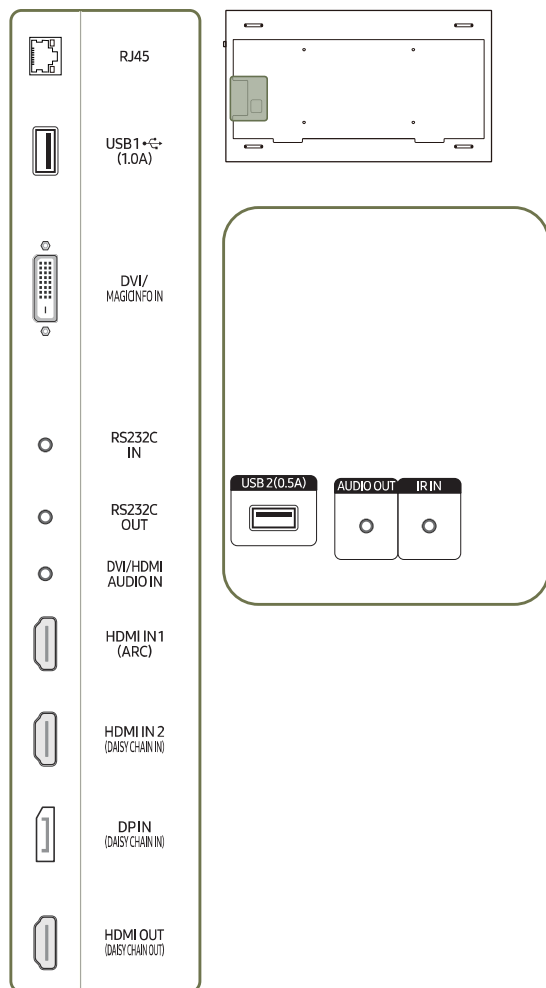 RJ45
USB1
(1.0A)
DVI/
MAGICINFO IN
RS232C
IN
RS232C
OUT
DVI/HDMI
AUDIO IN
HDMI IN 1
(ARC)
HDMI IN 2
(DAISY CHAIN IN)
DP IN
(DAISY CHAIN IN)
HDMI OUT
(DAISY CHAIN OUT)
USB 2(0.5A)
AUDIO OUT
IR IN